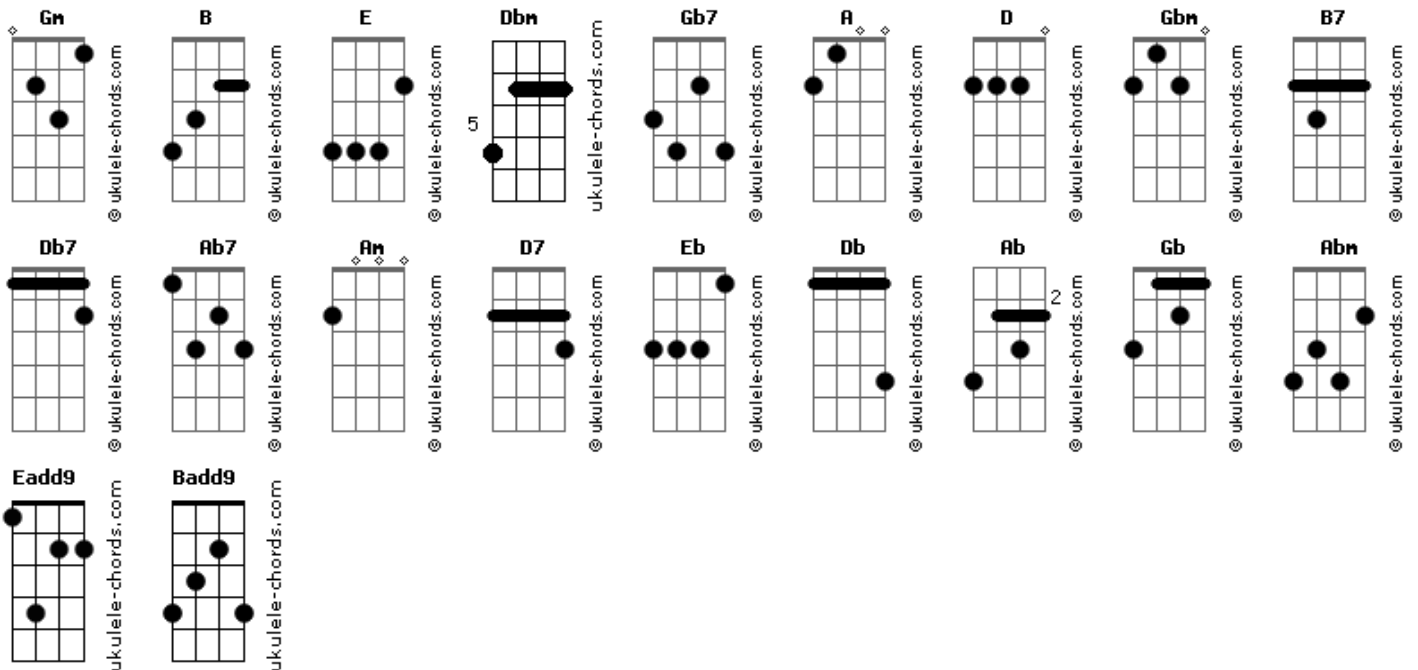 Gm B E Dbm Gb7 A D Gbm B7
© ukulele-chords.com © ukulele-chords.com © ukulele-chords.com 5 ukulele-chords.com © ukulele-chords.com © ukulele-chords.com © ukulele-chords.com © ukulele-chords.com © ukulele-chords.com
Db7 Ab7 Am D7 Eb Db Ab Gb Abm
© ukulele-chords.com © ukulele-chords.com © ukulele-chords.com © ukulele-chords.com © ukulele-chords.com © ukulele-chords.com 2 © ukulele-chords.com © ukulele-chords.com © ukulele-chords.com
Eadd9 Badd9
ukulele-chords.com ukulele-chords.com